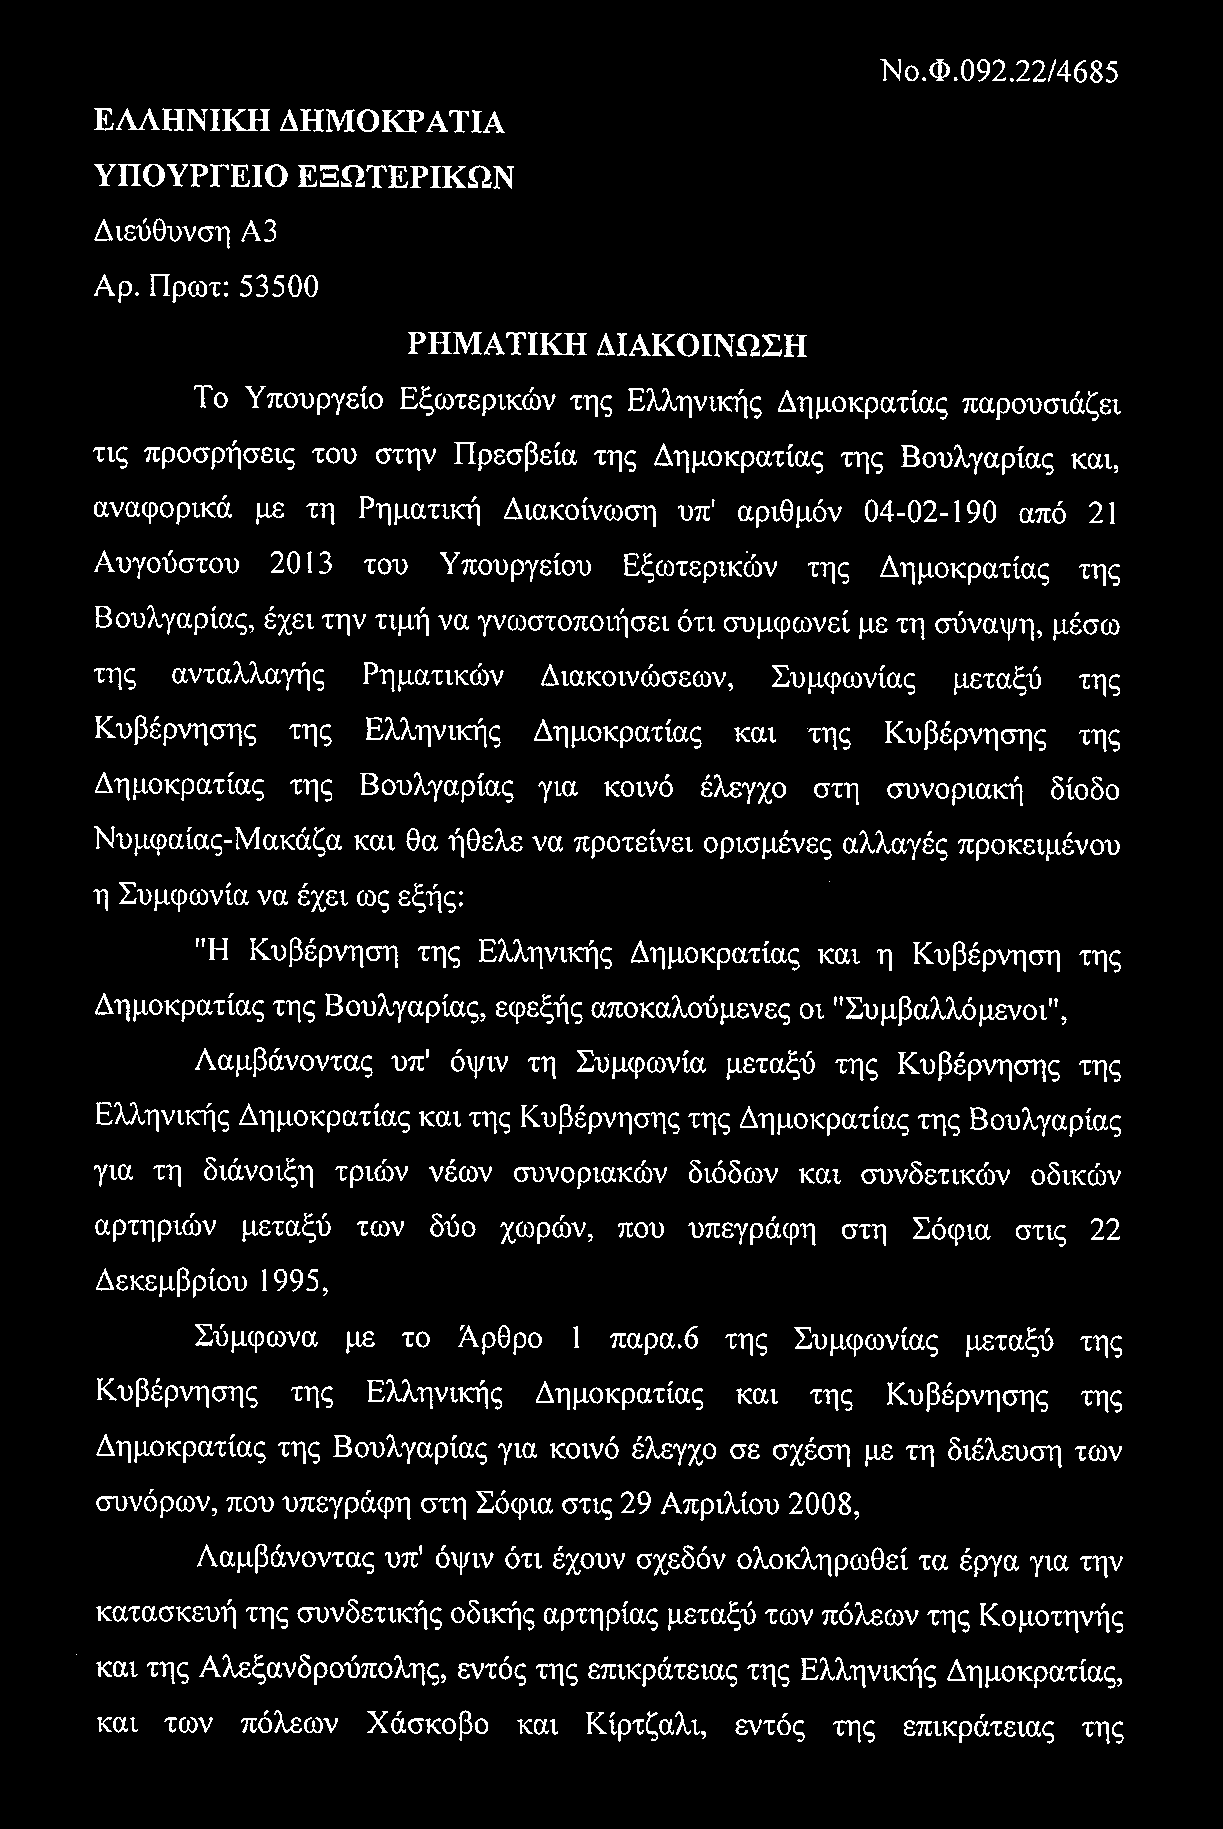 Νο.Φ.092.22/4685
ΕΛΛΗΝΙΚΗ ΔΗΜΟΚΡΑΤΙΑ
ΥΠΟΥΡΓΕΙΟ ΕΞΩΤΕΡΙΚΩΝ
Διεύθυνση Α3
Αρ. Πρωτ: 53500
ΡΗΜΑΤΙΚΗ ΔΙΑΚΟΙΝΩΣΗ
Το Υπουργείο Εξωτερικών της Ελληνικής Δημοκρατίας παρουσιάζει
τις προσρήσεις του στην Πρεσβεία της Δημοκρατίας της Βουλγαρίας και,
αναφορικά με τη Ρηματική Διακοίνωση υπ' αριθμόν 04-02-190 από 21
Αυγούστου 2013 του Υπουργείου Εξωτερικών της Δημοκρατίας της
Βουλγαρίας, έχει την τιμή να γνωστοποιήσει ότι συμφωνεί με τη σύναψη, μέσω
της ανταλλαγής Ρηματικών Διακοινώσεων, Συμφωνίας μεταξύ της
Κυβέρνησης της Ελληνικής Δημοκρατίας και της Κυβέρνησης της
Δημοκρατίας της Βουλγαρίας για κοινό έλεγχο στη συνοριακή δίοδο
Νυμφαίας-Μακάζα και θα ήθελε να προτείνει ορισμένες αλλαγές προκειμένου
η Συμφωνία να έχει ως εξής:
"Η Κυβέρνηση της Ελληνικής Δημοκρατίας και η Κυβέρνηση της
Δημοκρατίας της Βουλγαρίας, εφεξής αποκαλούμενες οι "Συμβαλλόμενοι",
Λαμβάνοντας υπ' όψιν τη Συμφωνία μεταξύ της Κυβέρνησης της
Ελληνικής Δημοκρατίας και της Κυβέρνησης της Δημοκρατίας της Βουλγαρίας
για τη διάνοιξη τριών νέων συνοριακών διόδων και συνδετικών οδικών
αρτηριών μεταξύ των δύο χωρών, που υπεγράφη στη Σόφια στις 22
Δεκεμβρίου 1995,
Σύμφωνα με το Άρθρο 1 παρα.6 της Συμφωνίας μεταξύ της
Κυβέρνησης της Ελληνικής Δημοκρατίας και της Κυβέρνησης της
Δημοκρατίας της Βουλγαρίας για κοινό έλεγχο σε σχέση με τη διέλευση των
συνόρων, που υπεγράφη στη Σόφια στις 29 Απριλίου 2008,
Λαμβάνοντας υπ' όψιν ότι έχουν σχεδόν ολοκληρωθεί τα έργα για την
κατασκευή της συνδετικής οδικής αρτηρίας μεταξύ των πόλεων της Κομοτηνής
και της Αλεξανδρούπολης, εντός της επικράτειας της Ελληνικής Δημοκρατίας,
και των πόλεων Χάσκοβο και Κίρτζαλι, εντός της επικράτειας της